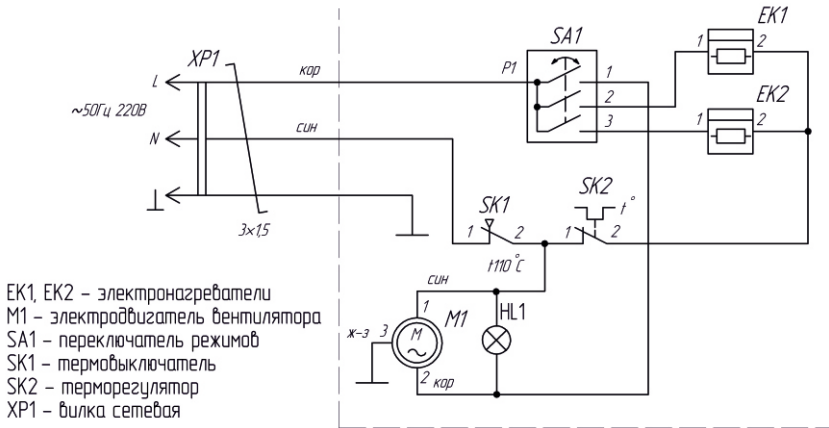 EK1
SA1
XP1
1
2
L
кор
P1
1
2
EK2
~50Гц 220В
3
1
2
N
син
SK2
t°
SK1
1
2
1
2
3х1,5
t110°C
син
EK1, EK2 – электронагреватели
1
HL1
M1 – электродвигатель вентилятора
ж-з
3
M
M1
SA1 – переключатель режимов
SK1 – термовыключатель
2
кор
SK2 – терморегулятор
XP1 – вилка сетевая